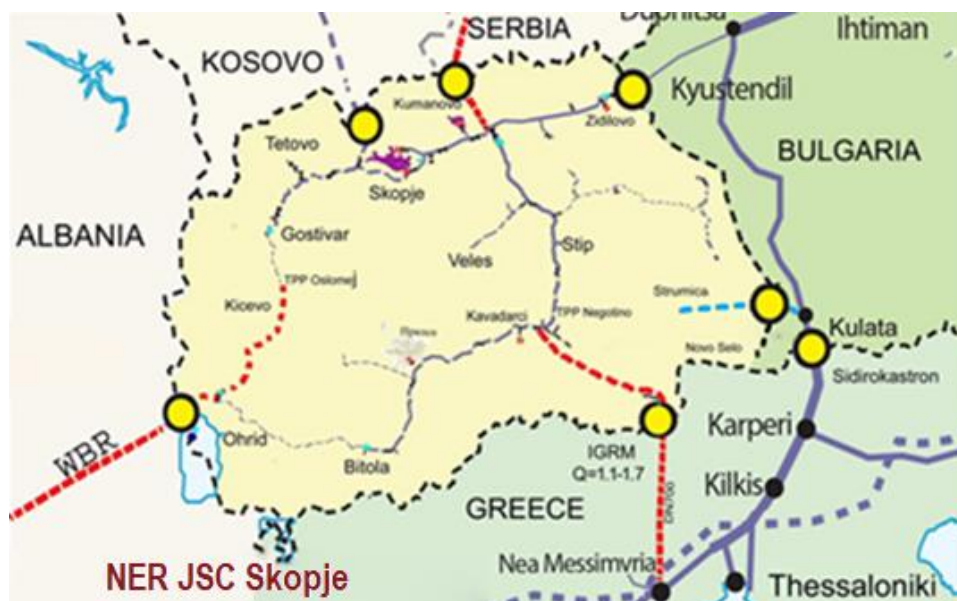 Dupnitsa
Ihtiman
SERBIA
KOSOVO
Kyustendil
Kumanovo
Zidilovo
Tetovo
BULGARIA
Skopje
ALBANIA
Gostivar
Stip
Veles
TPP Oslomej
Strumica
Kicevo
Kavadarci
TPP Negotino
Kulata
Novo Selo
Sidirokastron
WBR
Ohrid
Bitola
Karperi
IGRM
Q=1.1-1.7
Kilkis
GREECE
DN700
Nea Messimvria
NER JSC Skopje
Thessaloniki